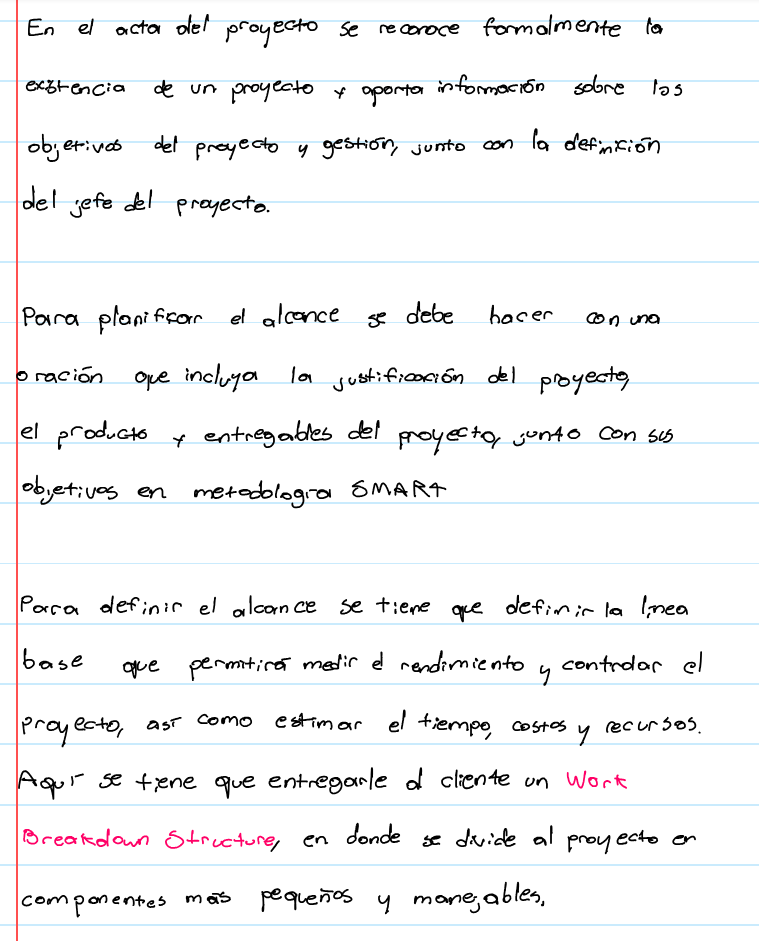 En el acta del proyecto se reconoce formalmente la
existencia de un proyecto y aporta información sobre los
objetivos del proyecto y gestión, junto con la definición
del jefe del proyecto.
Para planificar el alcance se debe hacer con una
oración que incluya la justificación del proyecto,
el producto y entregables del proyecto, junto con sus
objetivos en metodología SMART
Para definir el alcance se tiene que definir la línea
base que permitirá medir el rendimiento y controlar el
proyecto, así como estimar el tiempo, costos y recursos.
Aquí se tiene que entregarle al cliente un Work
Breakdown Structure, en donde se divide al proyecto en
componentes más pequeños y manejables.